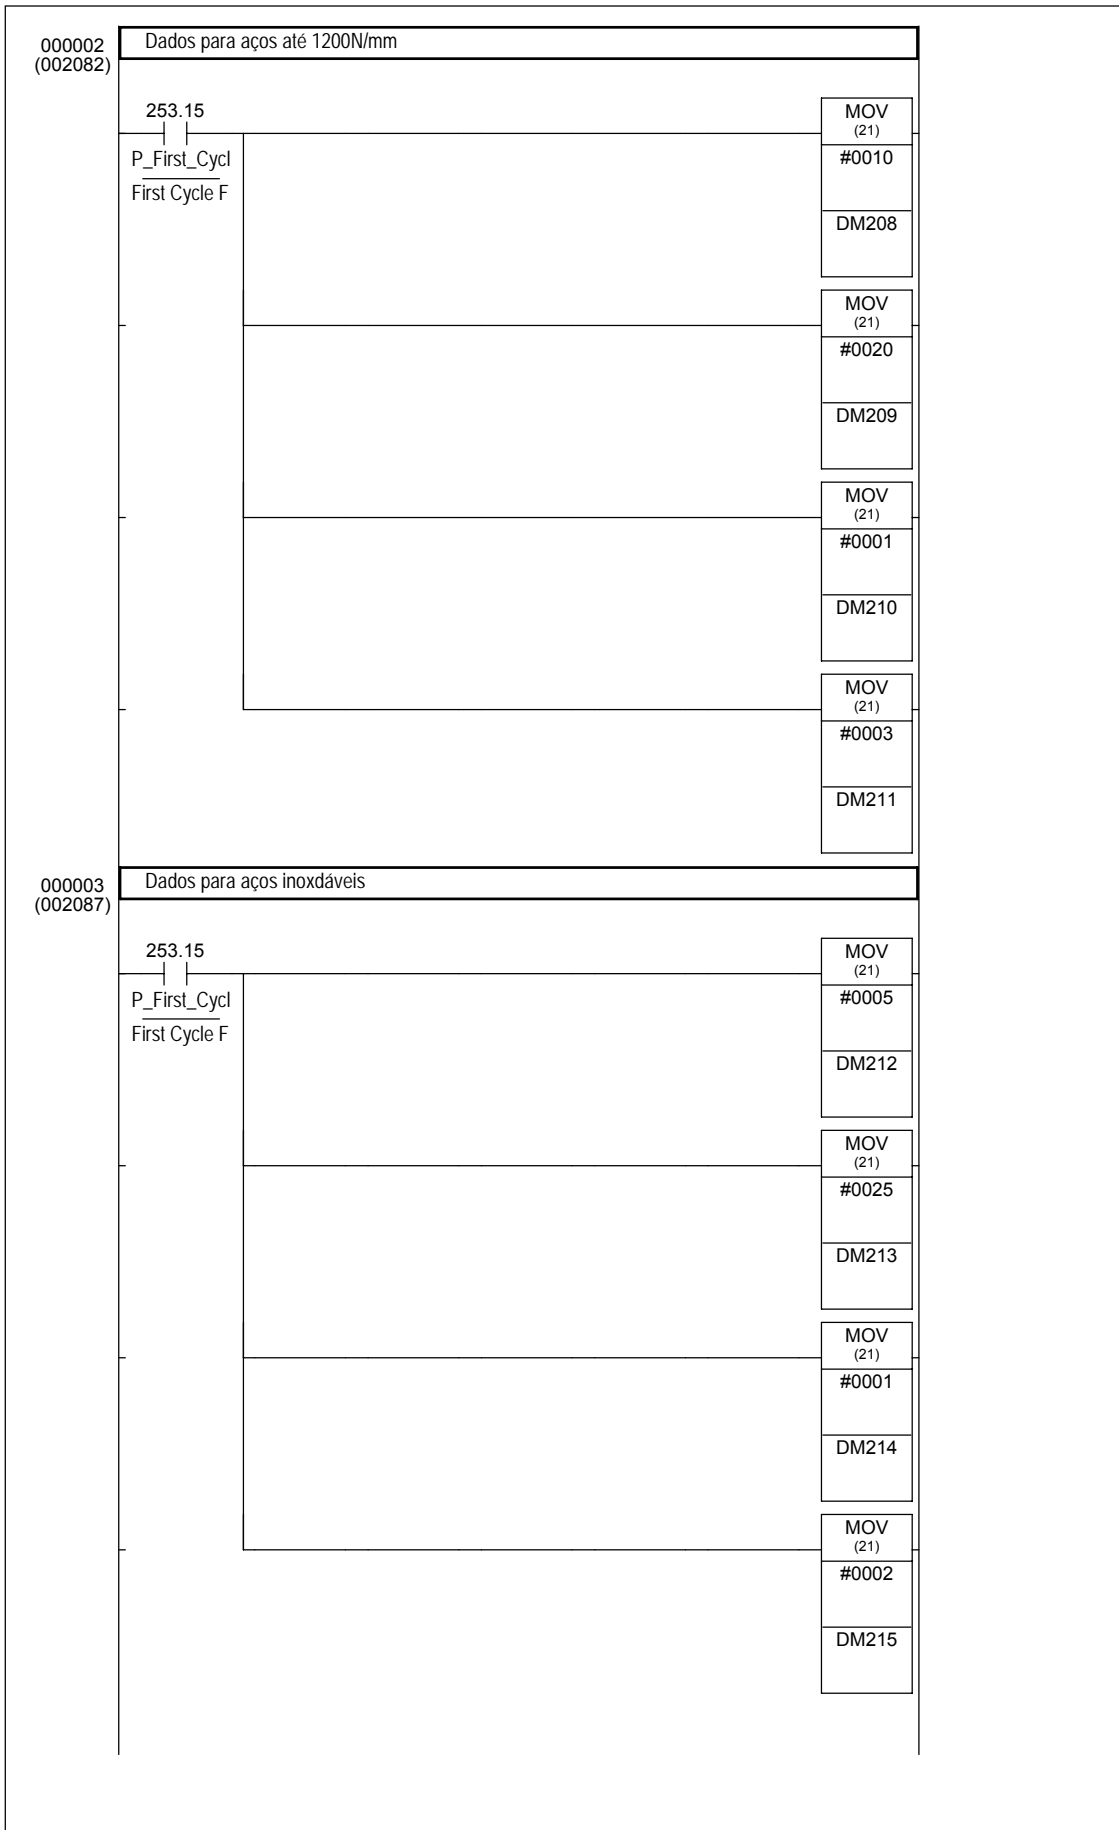 000002
(002082)
Dados para aços até 1200N/mm
253.15
P_First_Cycl
First Cycle F
MOV
(21)
#0010
DM208
MOV
(21)
#0020
DM209
MOV
(21)
#0001
DM210
MOV
(21)
#0003
DM211
000003
(002087)
Dados para aços inoxdáveis
253.15
P_First_Cycl
First Cycle F
MOV
(21)
#0005
DM212
MOV
(21)
#0025
DM213
MOV
(21)
#0001
DM214
MOV
(21)
#0002
DM215